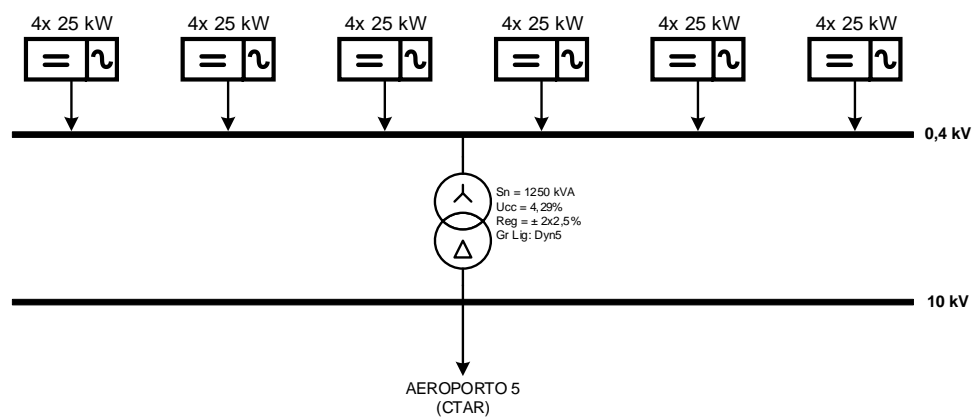 4x 25 kW 4x 25 kW 4x 25 kW 4x 25 kW 4x 25 kW 4x 25 kW
0,4 kV
Sn = 1250 kVA
Ucc = 4,29%
Reg = ± 2x2,5%
Gr Lig: Dyn5
10 kV
AEROPORTO 5
(CTAR)